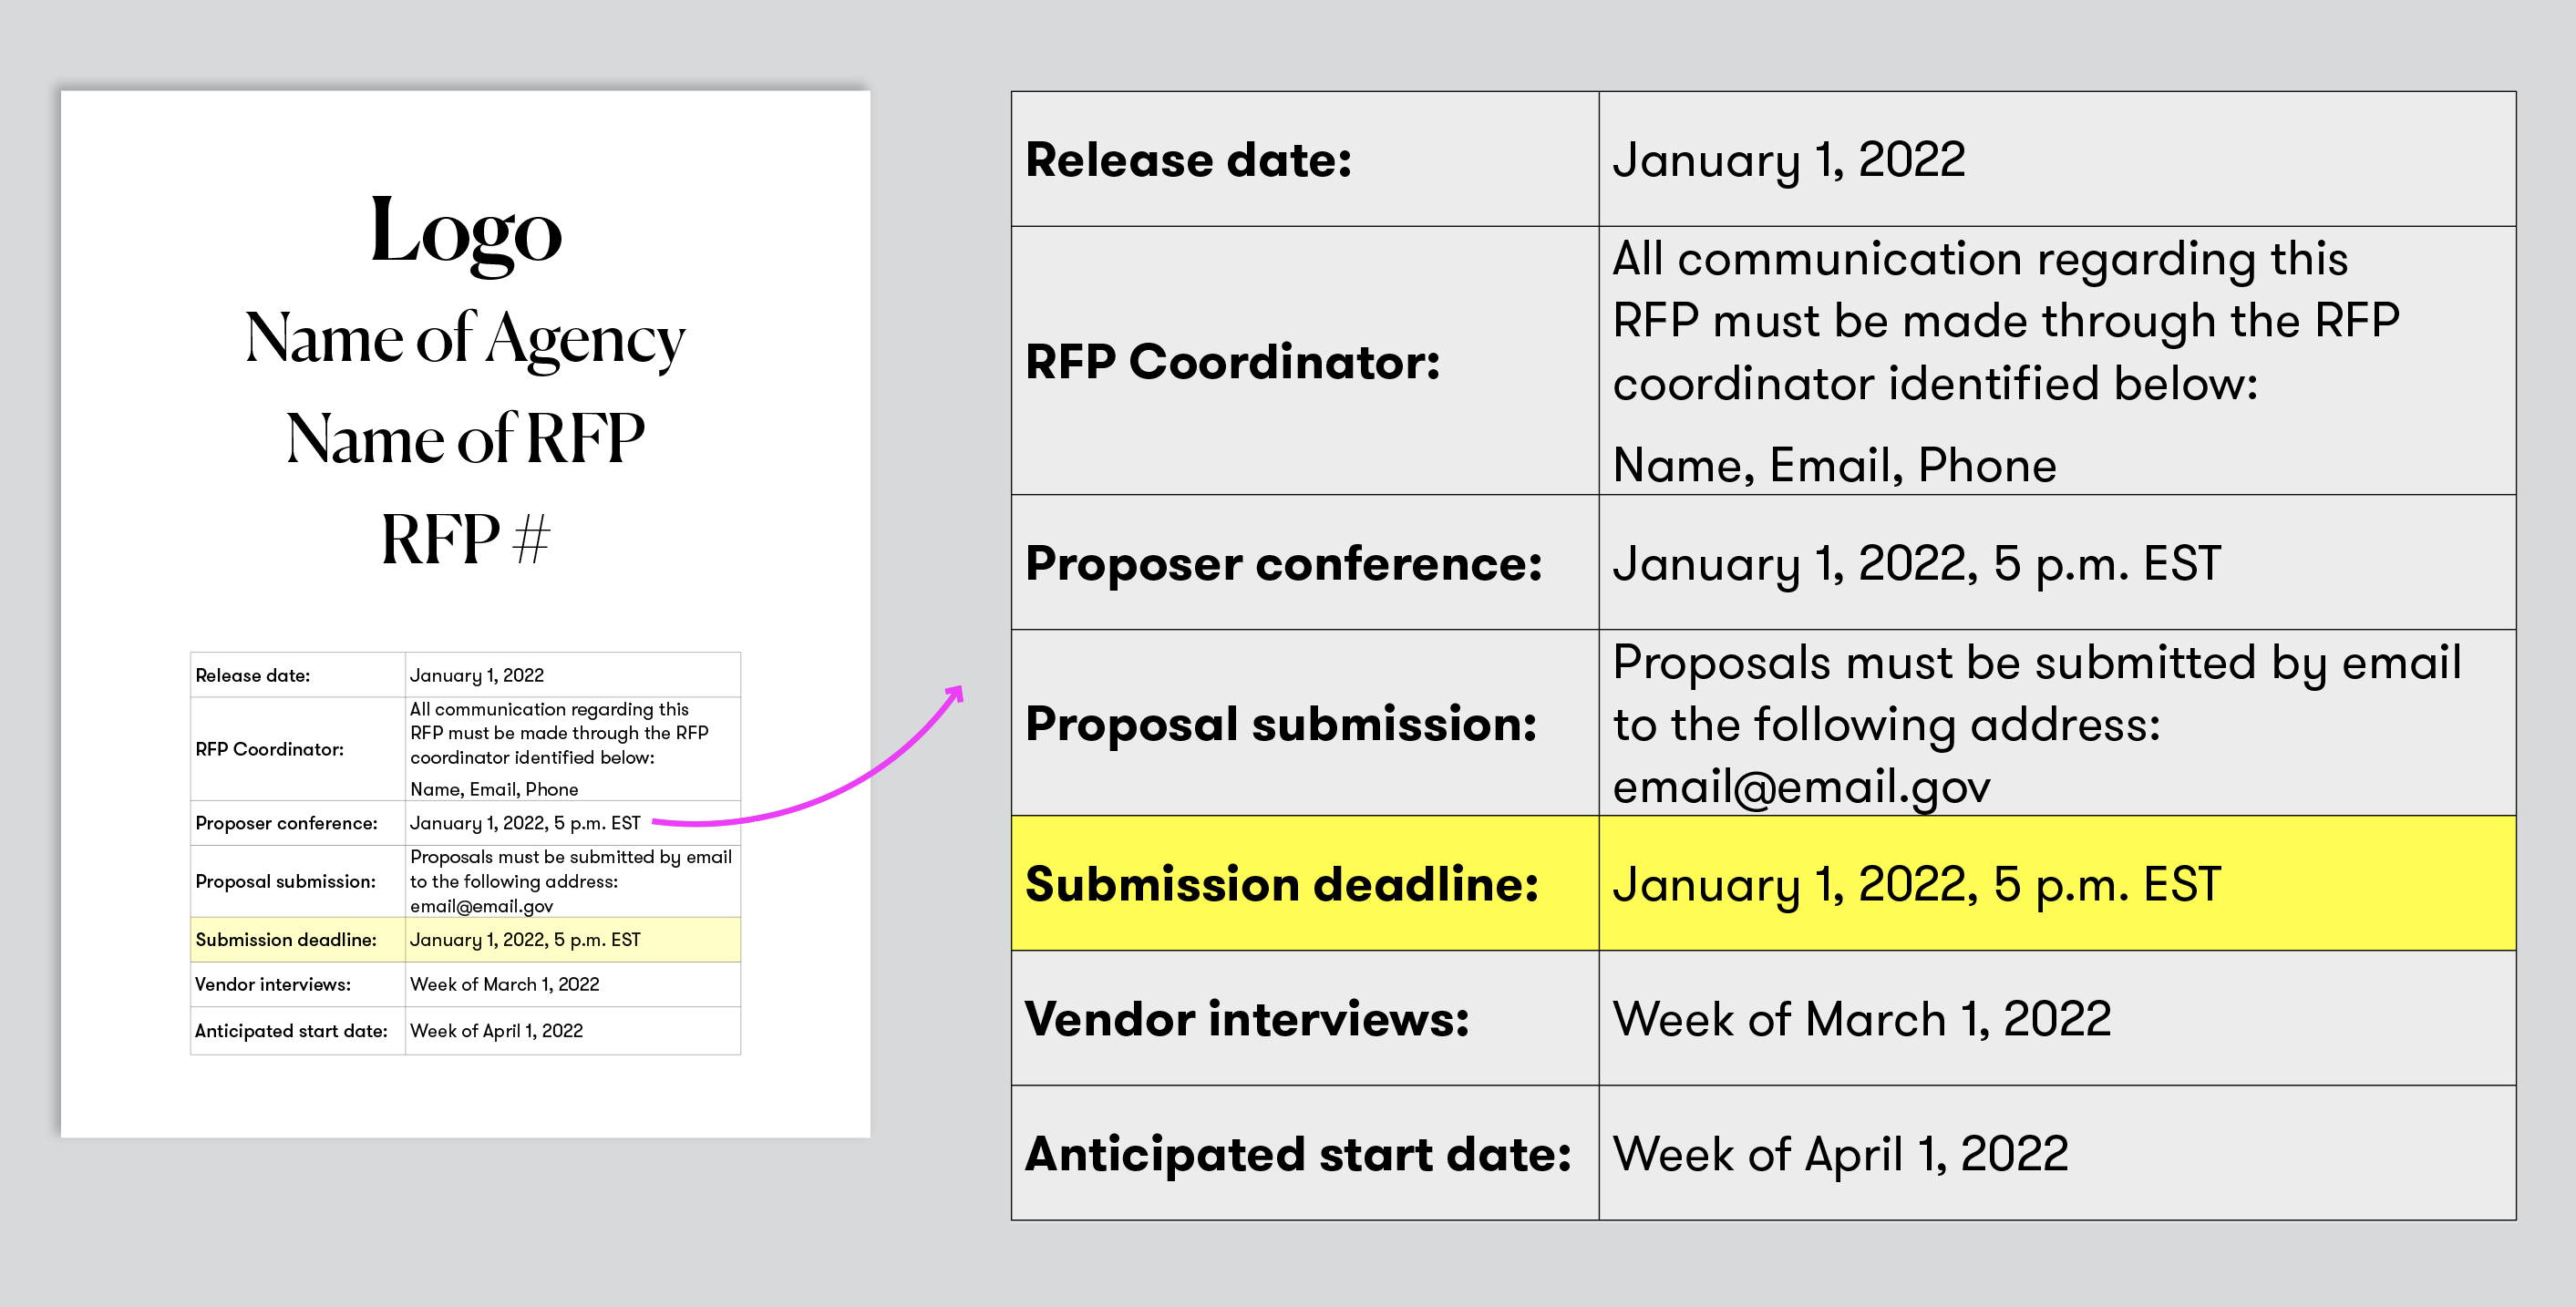 Logo
Name of Agency
Name of RFP
RFP #
Release date: January 1, 2022
RFP Coordinator: All communication regarding this
RFP must be made through the RFP
coordinator identified below:
Name, Email, Phone
Proposer conference: January 1, 2022, 5 p.m. EST
Proposal submission: Proposals must be submitted by email
to the following address:
email@email.gov
Submission deadline: January 1, 2022, 5 p.m. EST
Vendor interviews: Week of March 1, 2022
Anticipated start date: Week of April 1, 2022
Release date: January 1, 2022
RFP Coordinator: All communication regarding this
RFP must be made through the RFP
coordinator identified below:
Name, Email, Phone
Proposer conference: January 1, 2022, 5 p.m. EST
Proposal submission: Proposals must be submitted by email
to the following address:
email@email.gov
Submission deadline: January 1, 2022, 5 p.m. EST
Vendor interviews: Week of March 1, 2022
Anticipated start date: Week of April 1, 2022